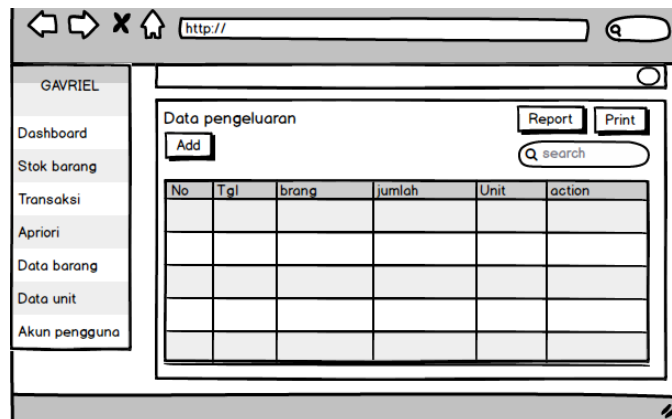 http://
GAVRIEL
Dashboard
Stok barang
Transaksi
Apriori
Data barang
Data unit
Akun pengguna
Data pengeluaran
Report Print
Add
search
No Tgl brang jumlah Unit action